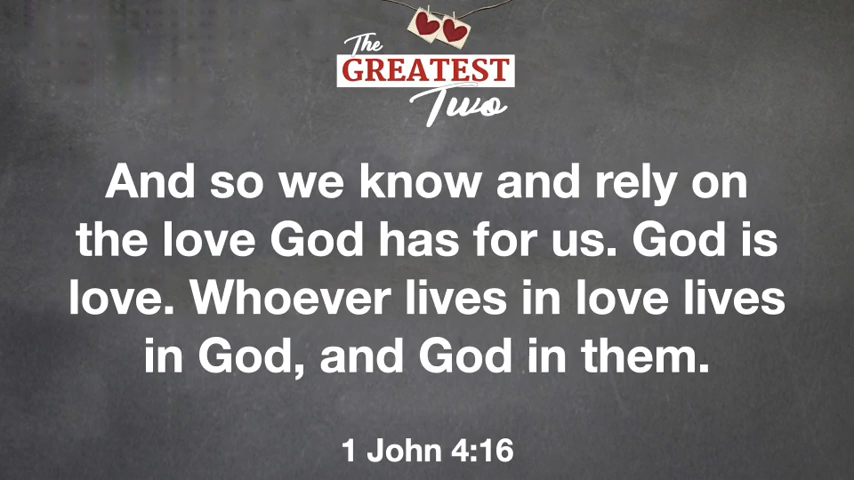 The
GREATEST
Two
And so we know and rely on
the love God has for us. God is
love. Whoever lives in love lives
in God, and God in them.
1 John 4:16